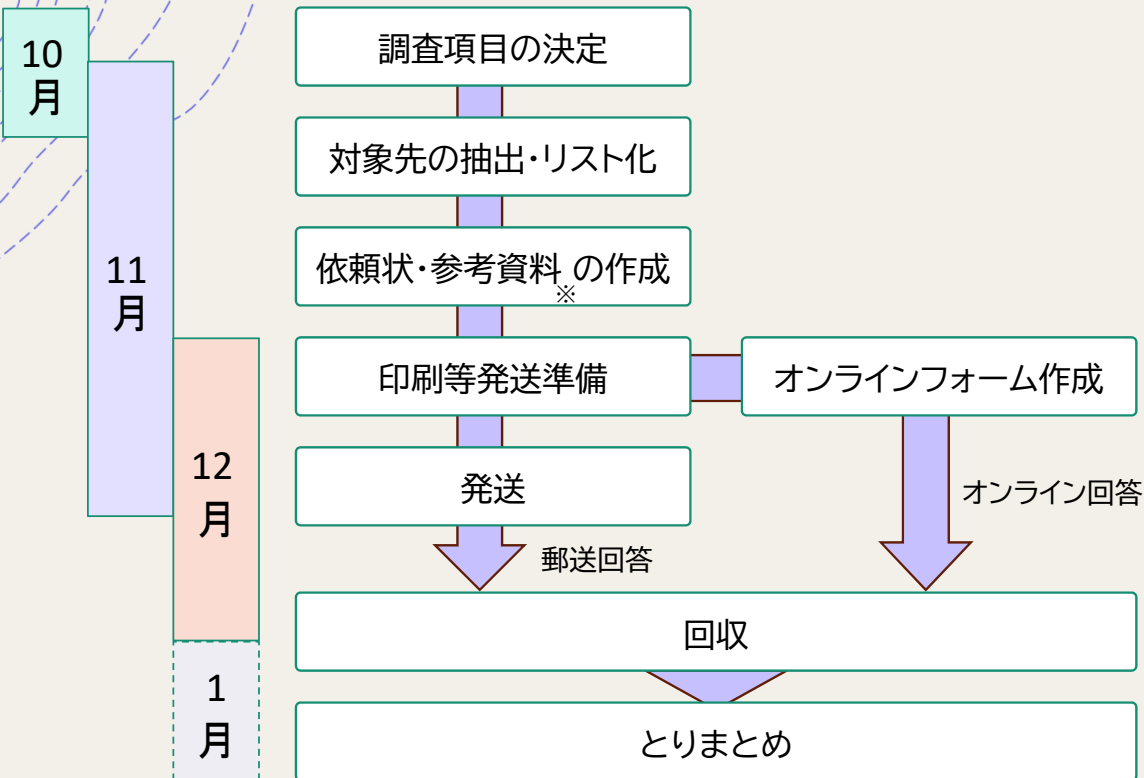 10
月
11
月
12
月
1
月
調査項目の決定
対象先の抽出・リスト化
依頼状・参考資料※の作成
印刷等発送準備
オンラインフォーム作成
発送
オンライン回答
郵送回答
回収
とりまとめ